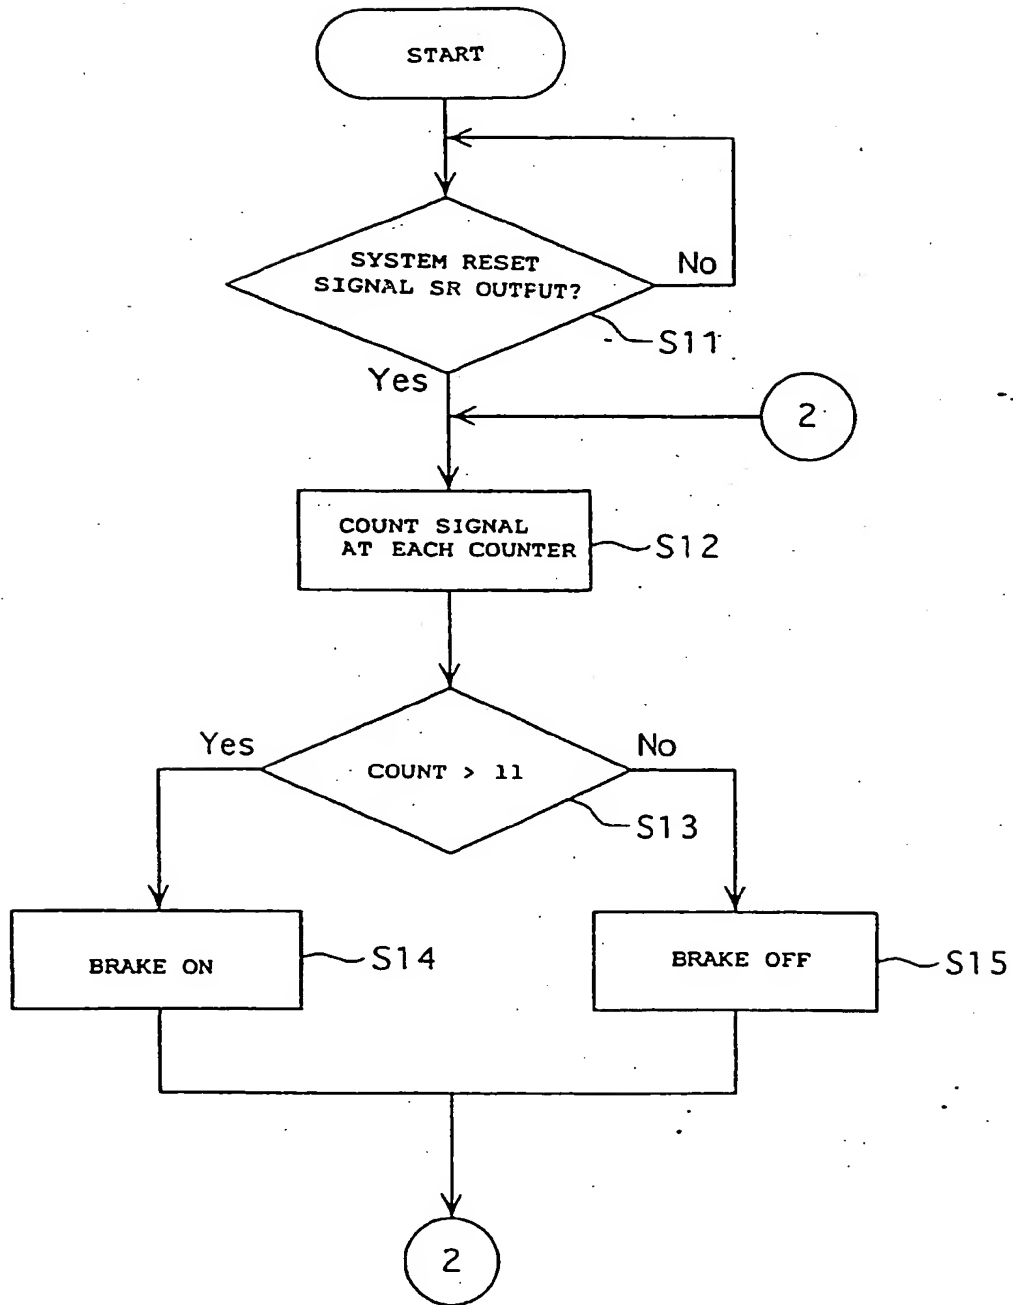 START
SYSTEM RESET
SIGNAL SR OUTPUT?
No
S11
Yes
2
COUNT SIGNAL
AT EACH COUNTER
S12
Yes
No
COUNT > 11
S13
BRAKE ON
S14
BRAKE OFF
S15
2